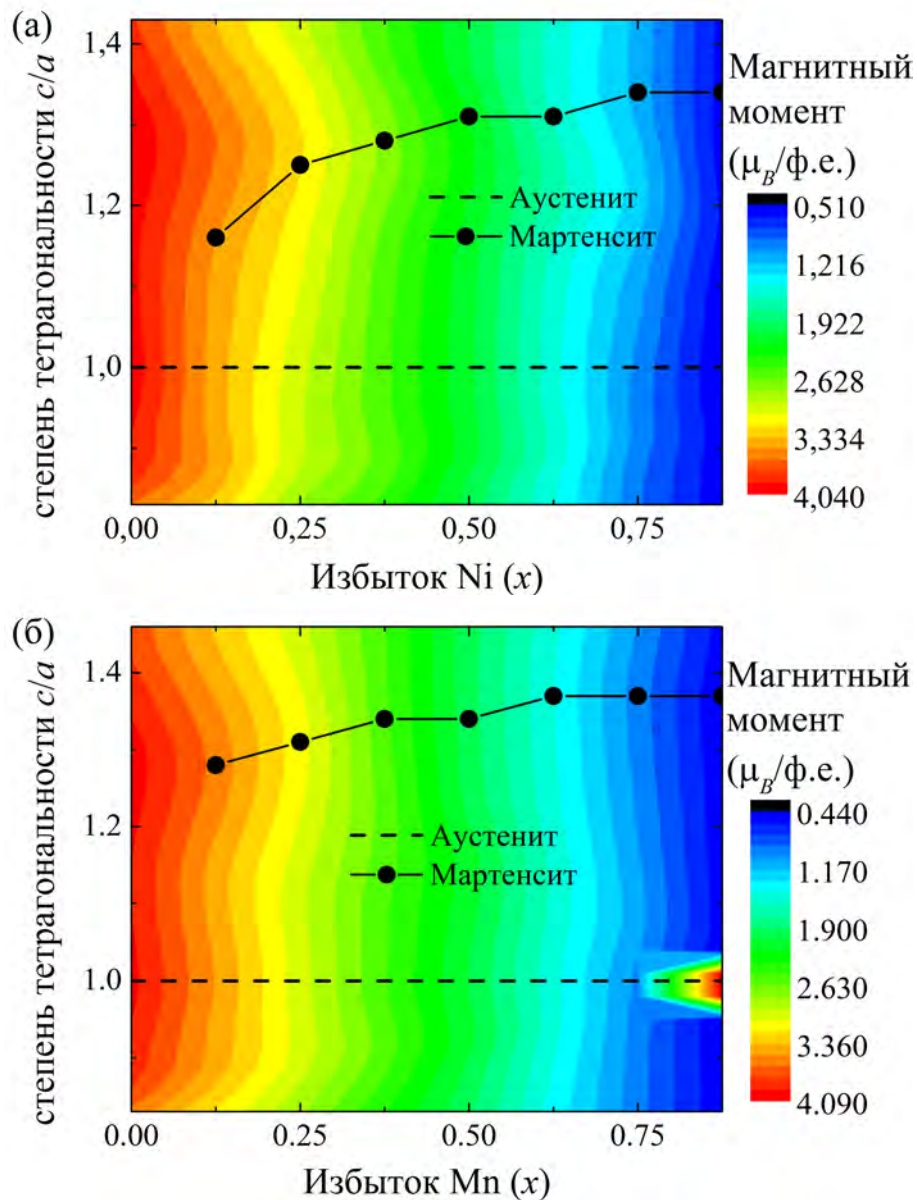 (а)
1,4
1,2
1,0
степень тетрагональности c/a
Аустенит
Мартенсит
0,00
0,25
0,50
0,75
Избыток Ni (x)
Магнитный
момент
(μB/ф.е.)
0,510
1,216
1,922
2,628
3,334
4,040
(б)
1.4
1.2
1.0
степень тетрагональности c/a
Аустенит
Мартенсит
0.00
0.25
0.50
0.75
Избыток Mn (x)
Магнитный
момент
(μB/ф.е.)
0.440
1.170
1.900
2.630
3.360
4.090